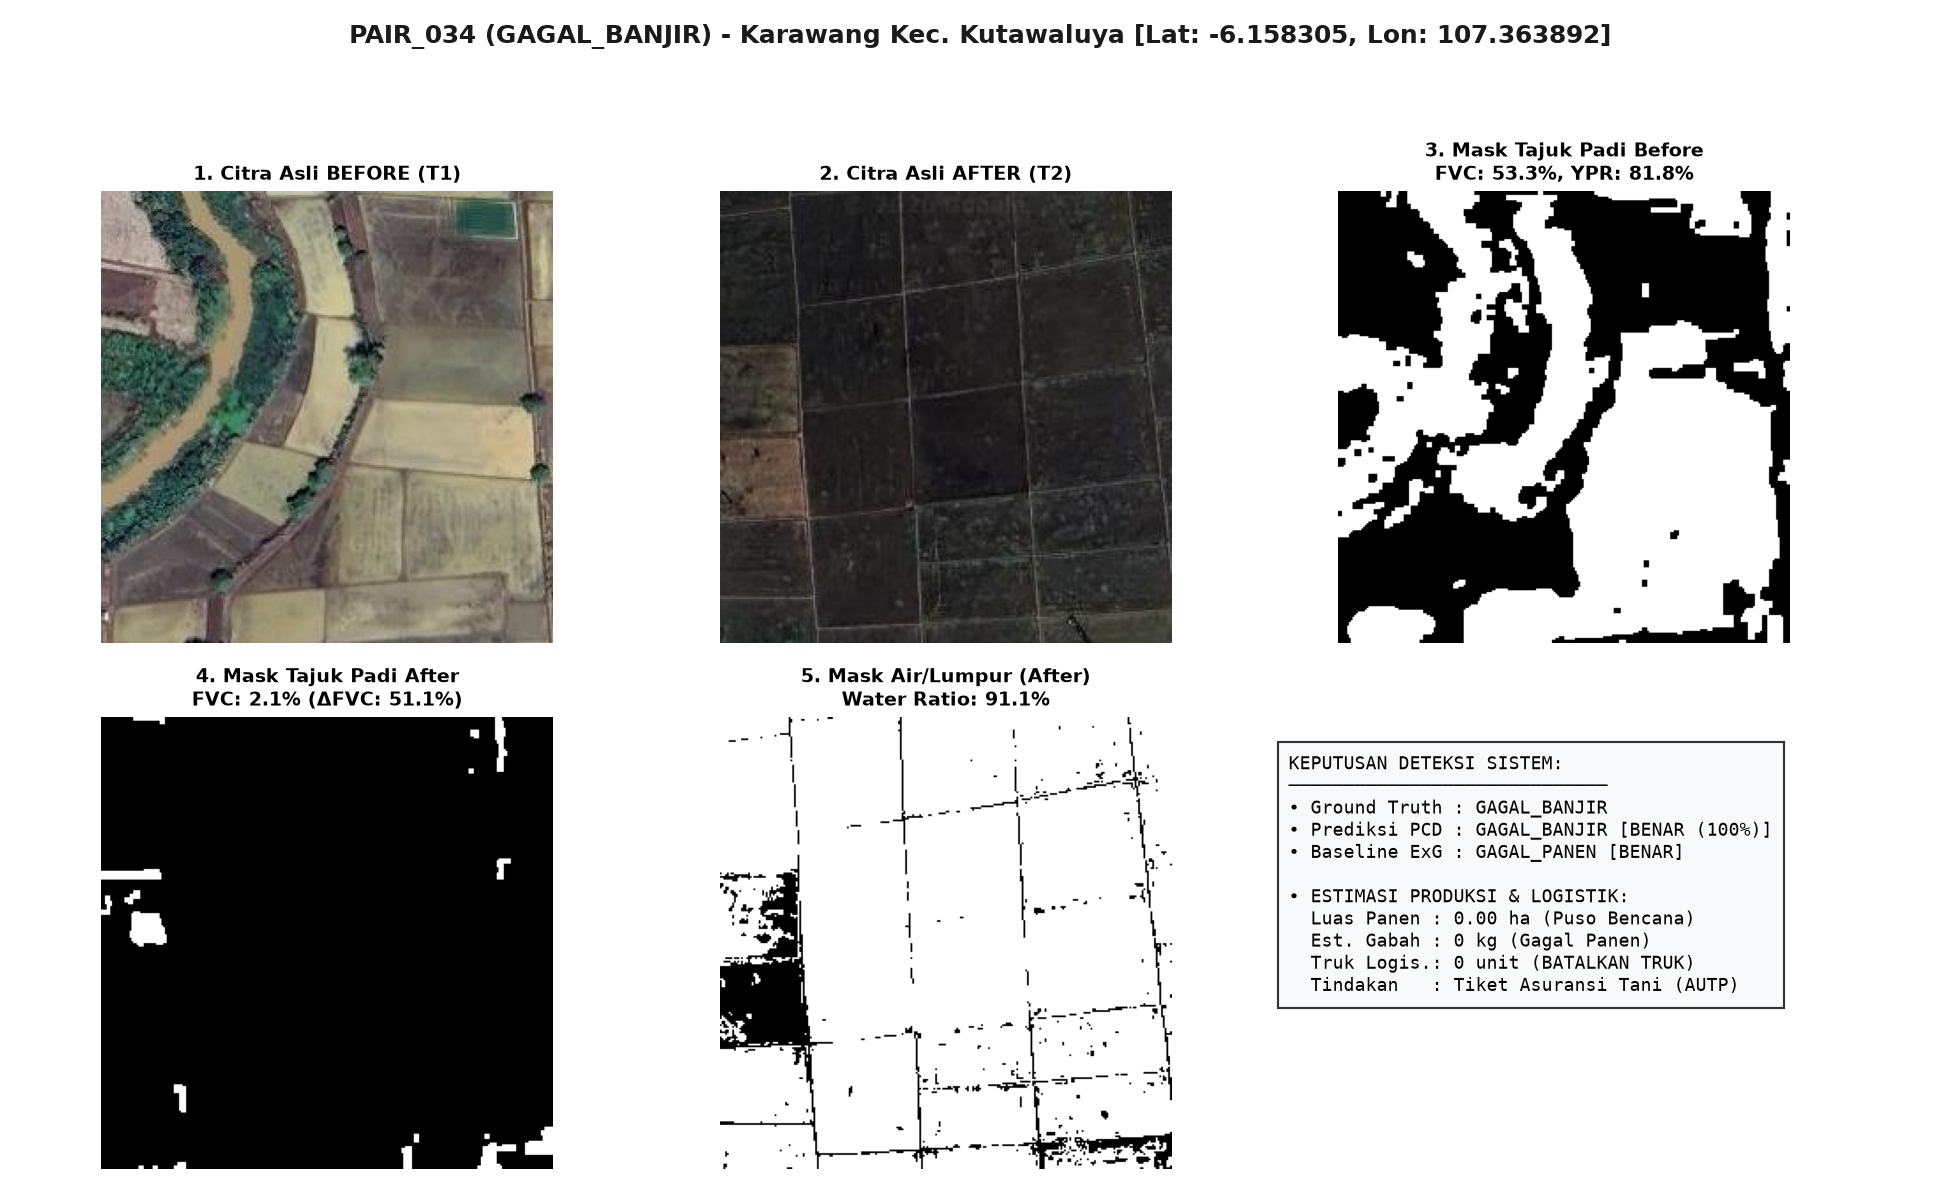 PAIR_034 (GAGAL_BANJIR) - Karawang Kec. Kutawaluya [Lat: -6.158305, Lon: 107.363892]
1. Citra Asli BEFORE (T1)
2. Citra Asli AFTER (T2)
3. Mask Tajuk Padi Before
FVC: 53.3%, YPR: 81.8%
4. Mask Tajuk Padi After
FVC: 2.1% (ΔFVC: 51.1%)
5. Mask Air/Lumpur (After)
Water Ratio: 91.1%
KEPUTUSAN DETEKSI SISTEM:
• Ground Truth : GAGAL_BANJIR
• Prediksi PCD : GAGAL_BANJIR [BENAR (100%)]
• Baseline ExG : GAGAL_PANEN [BENAR]
• ESTIMASI PRODUKSI & LOGISTIK:
Luas Panen : 0.00 ha (Puso Bencana)
Est. Gabah : 0 kg (Gagal Panen)
Truk Logis.: 0 unit (BATALKAN TRUK)
Tindakan   : Tiket Asuransi Tani (AUTP)